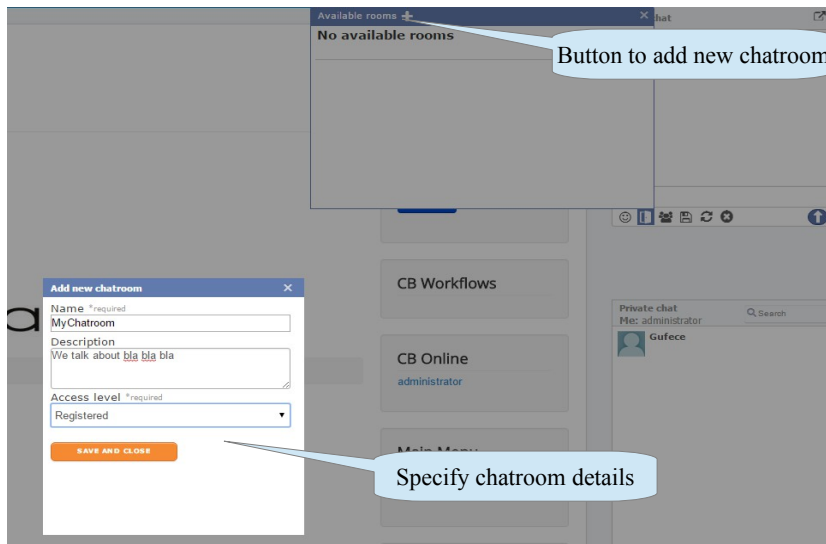 Available rooms
hat
No available rooms
Button to add new chatroom
CB Workflows
Add new chatroom
Name *required
MyChatroom
Description
We talk about bla bla bla
Access level *required
Registered
SAVE AND CLOSE
Private chat
Me: administrator
Search
Gufece
CB Online
administrator
Main Menu
Specify chatroom details
a